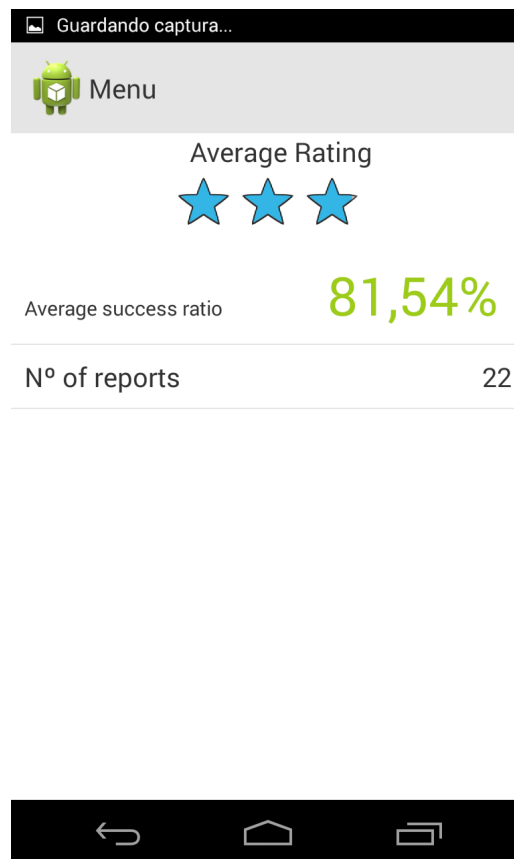 Guardando captura...
Menu
Average Rating
Average success ratio 81,54%
Nº of reports 22